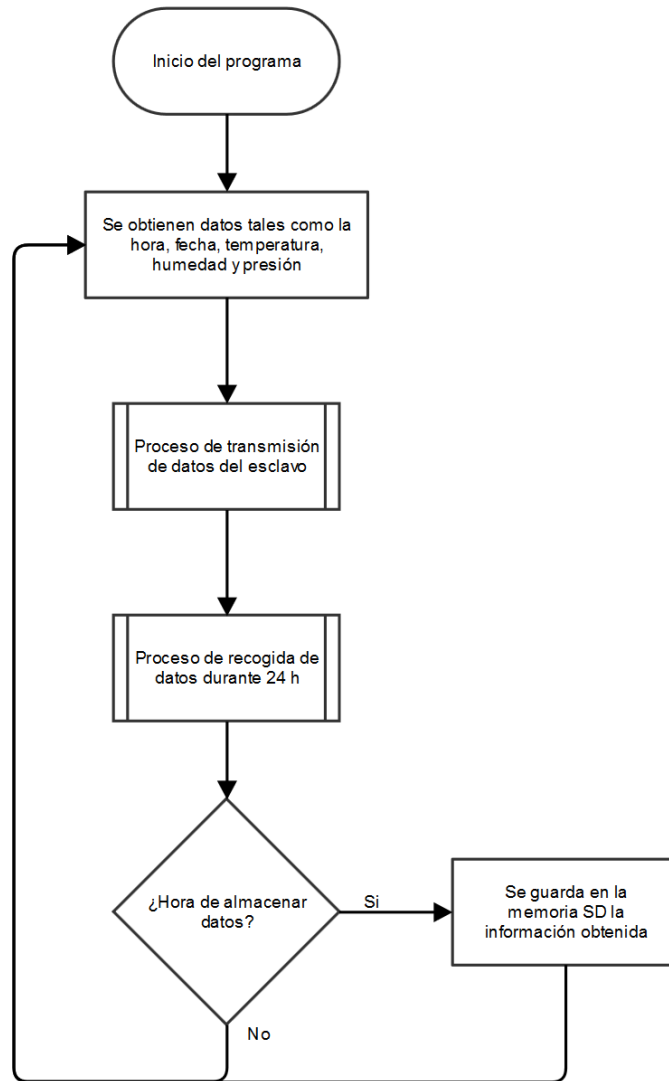 Inicio del programa
Se obtienen datos tales como la
hora, fecha, temperatura,
humedad y presión
Proceso de transmisión
de datos del esclavo
Proceso de recogida de
datos durante 24 h
¿Hora de almacenar
datos?
Si
Se guarda en la
memoria SD la
información obtenida
No